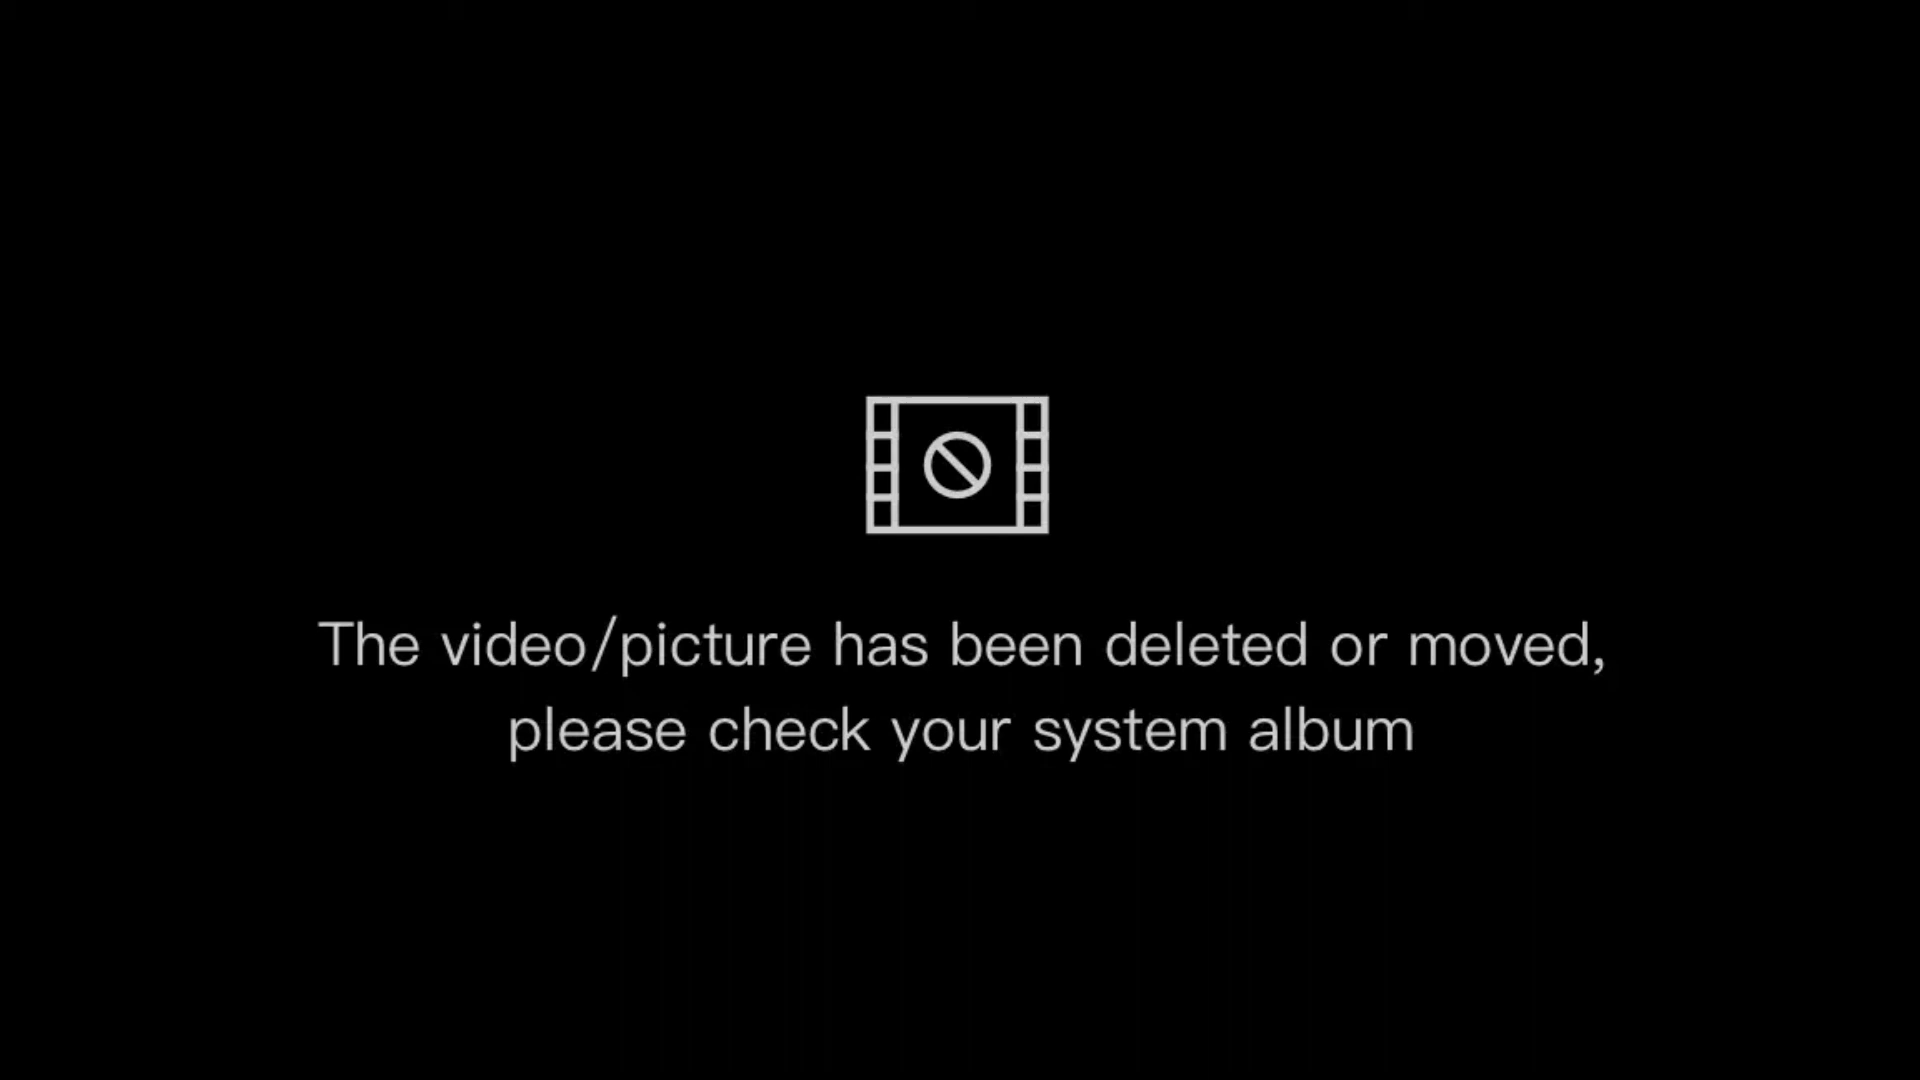 The video/picture has been deleted or moved,
please check your system album